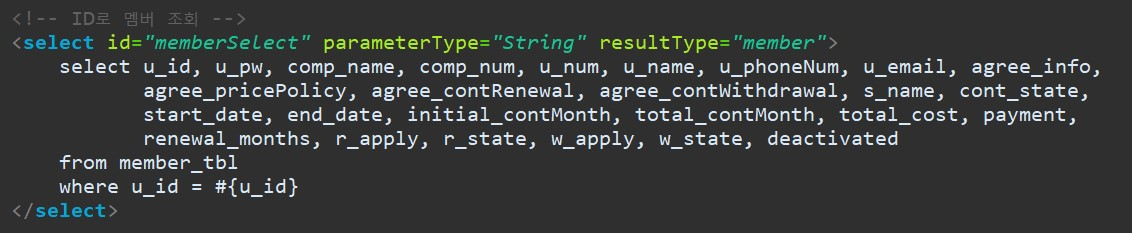 <!-- ID로 멤버 조회 -->
<select id="memberSelect" parameterType="String" resultType="member">
    select u_id, u_pw, comp_name, comp_num, u_num, u_name, u_phoneNum, u_email, agree_info,
           agree_pricePolicy, agree_contRenewal, agree_contWithdrawal, s_name, cont_state,
           start_date, end_date, initial_contMonth, total_contMonth, total_cost, payment,
           renewal_months, r_apply, r_state, w_apply, w_state, deactivated
    from member_tbl
    where u_id = #{u_id}
</select>